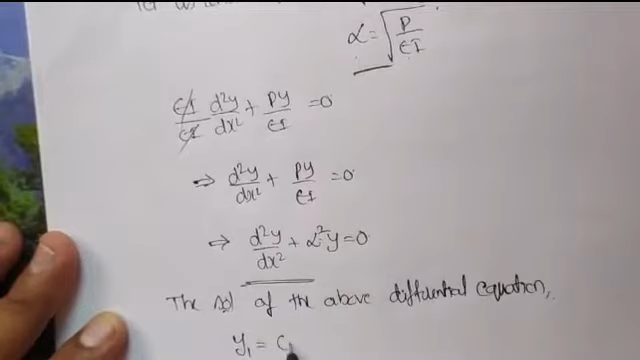 α = √P/EI
EI/EI d²y/dx² + Py/EI = 0
⇒ d²y/dx² + Py/EI = 0
⇒ d²y/dx² + α²y = 0
The sol of the above differential equation,
y₁ = C